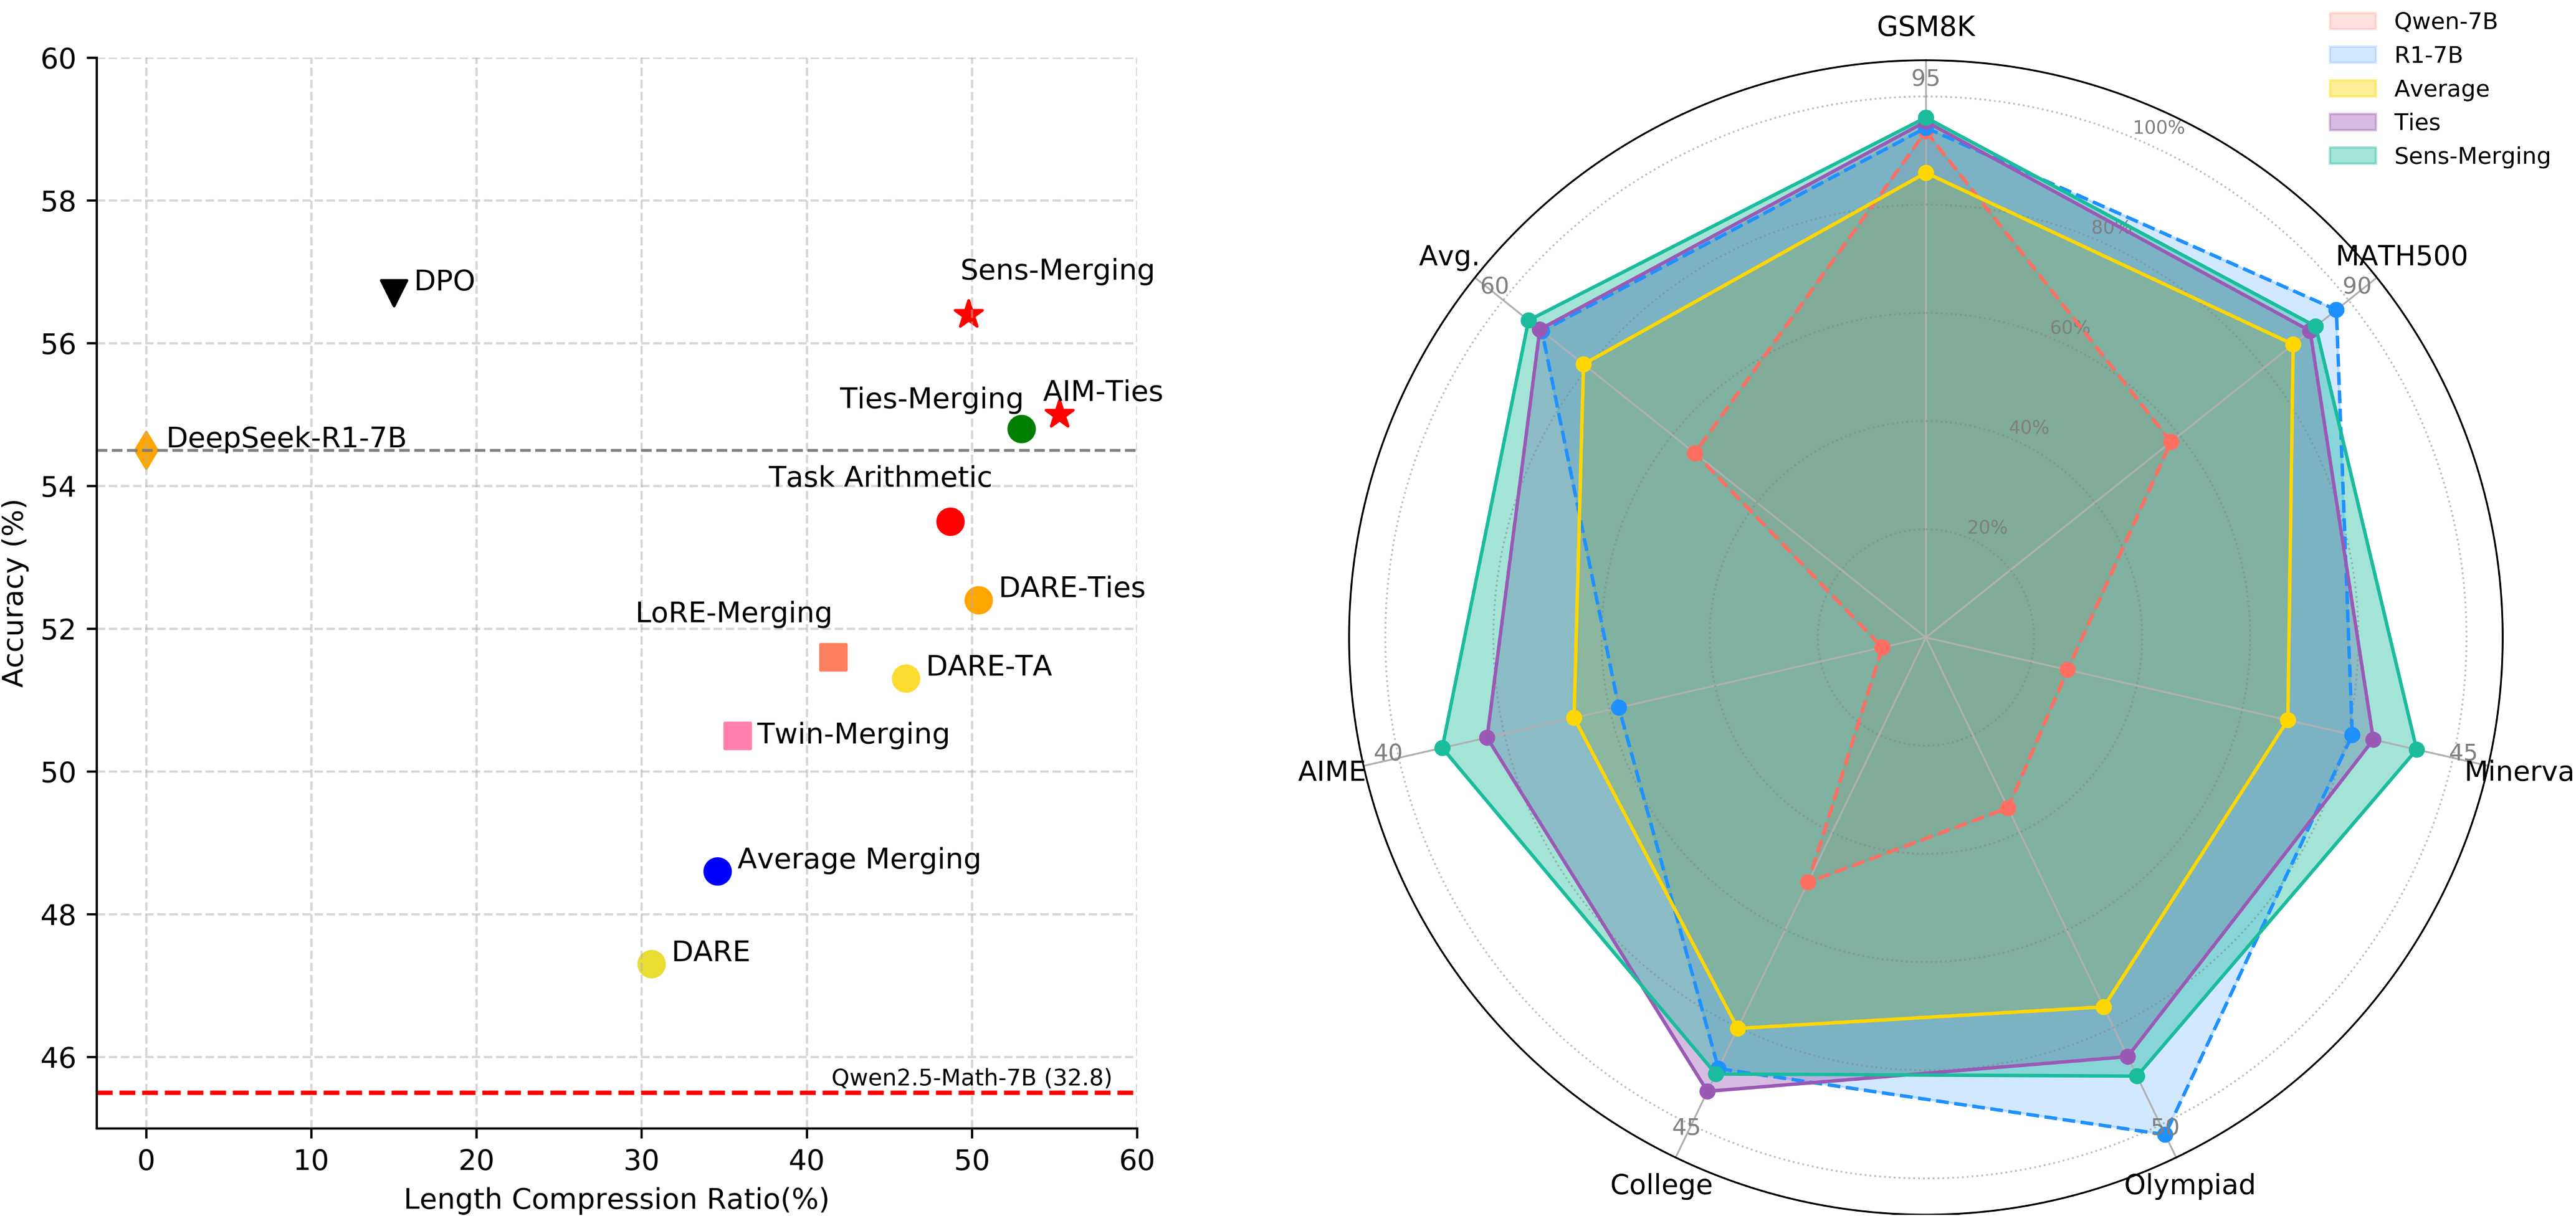 60
58
56
54
52
50
48
46
Accuracy (%)
0
10
20
30
40
50
60
Length Compression Ratio(%)
DPO
Sens-Merging
Ties-Merging
AIM-Ties
DeepSeek-R1-7B
Task Arithmetic
DARE-Ties
LoRE-Merging
DARE-TA
Twin-Merging
Average Merging
DARE
Qwen2.5-Math-7B (32.8)
GSM8K
95
100%
80%
60%
40%
20%
MATH500
90
45
Minerva
50
Olympiad
45
College
40
AIME
Avg.
60
Qwen-7B
R1-7B
Average
Ties
Sens-Merging